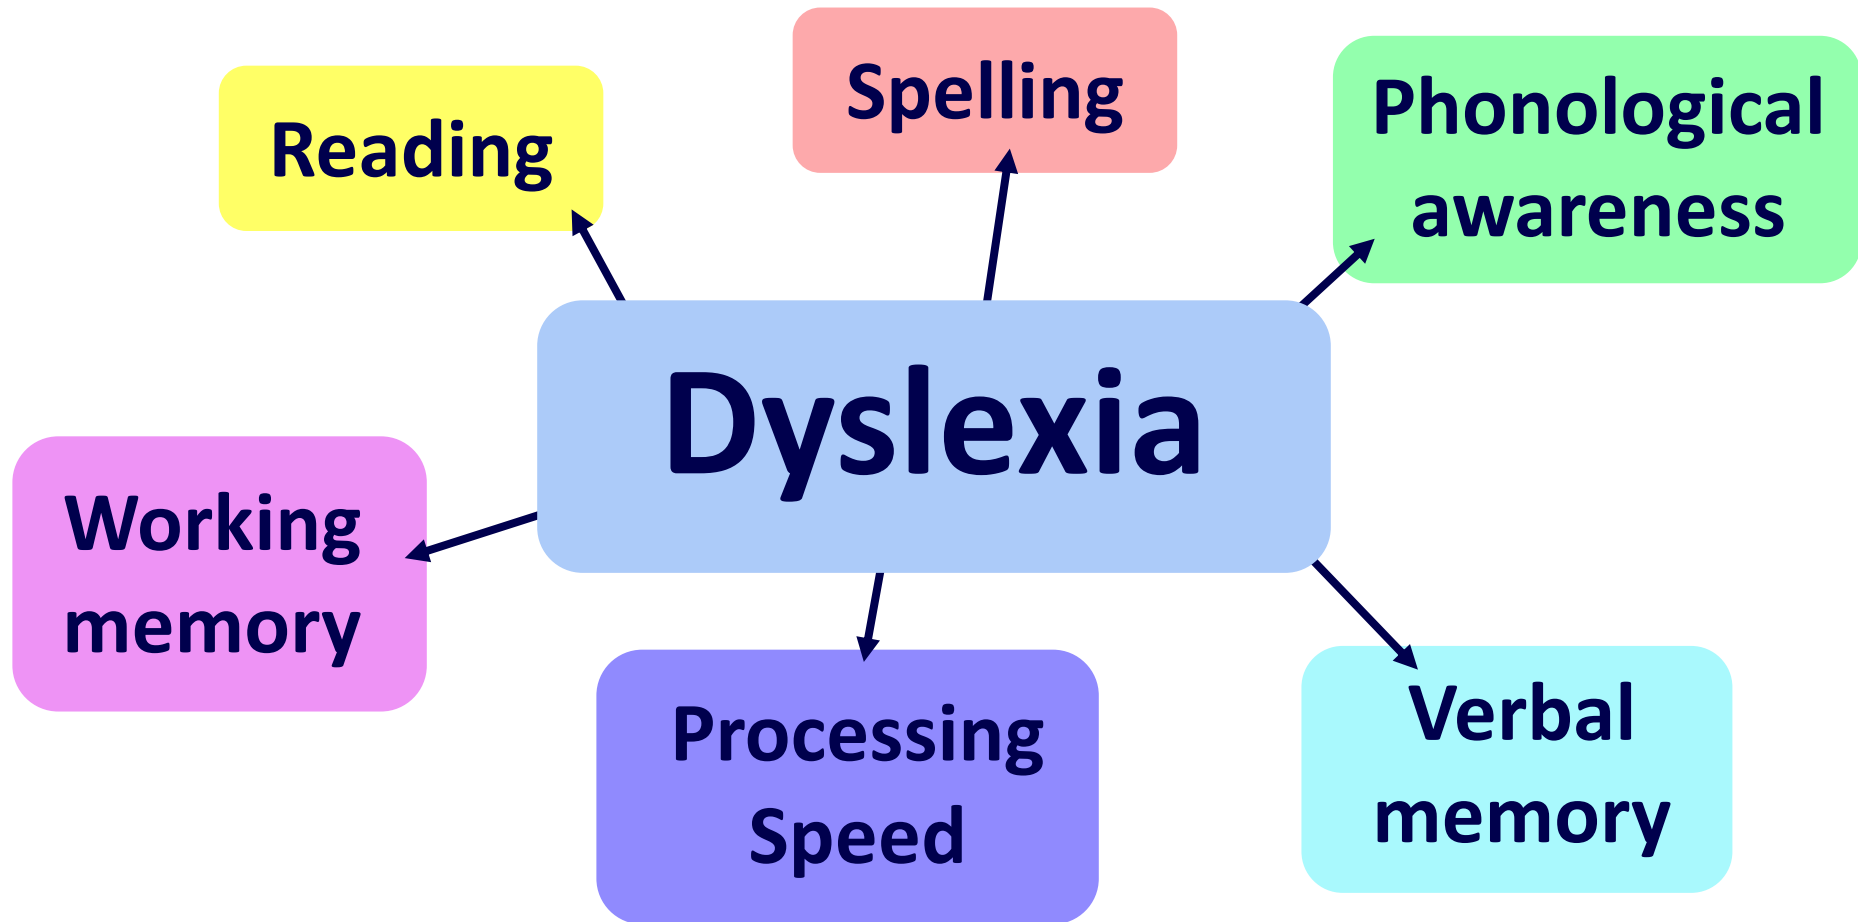 Reading
Spelling
Phonological
awareness
Dyslexia
Working
memory
Processing
Speed
Verbal
memory